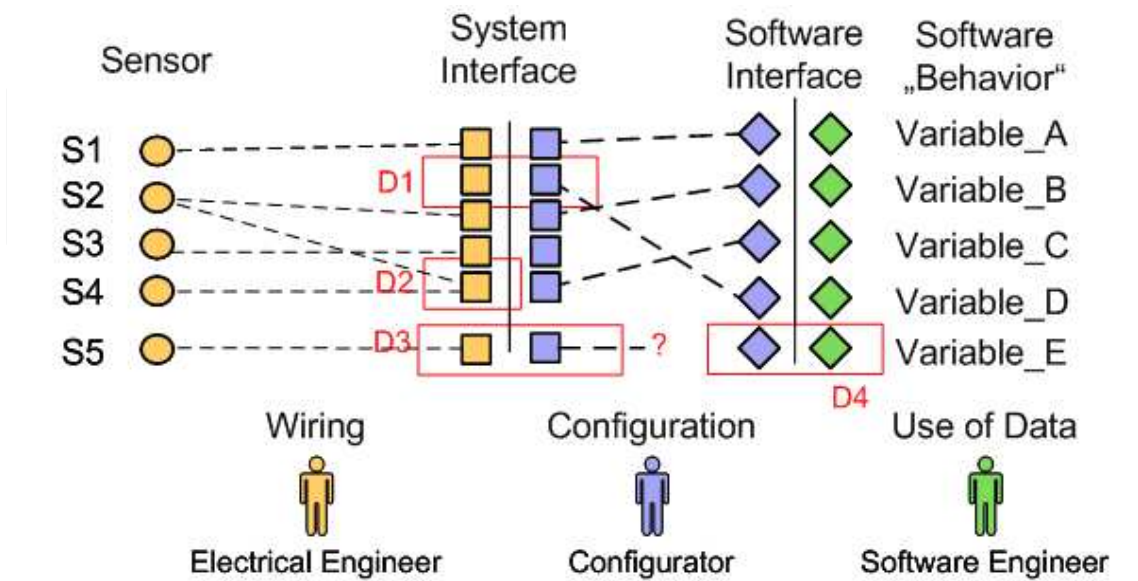 Sensor
System
Interface
Software
Interface
Software
„Behavior“
S1
Variable_A
D1
S2
Variable_B
S3
Variable_C
D2
S4
Variable_D
D3
S5
?
Variable_E
D4
Wiring
Configuration
Use of Data
Electrical Engineer
Configurator
Software Engineer